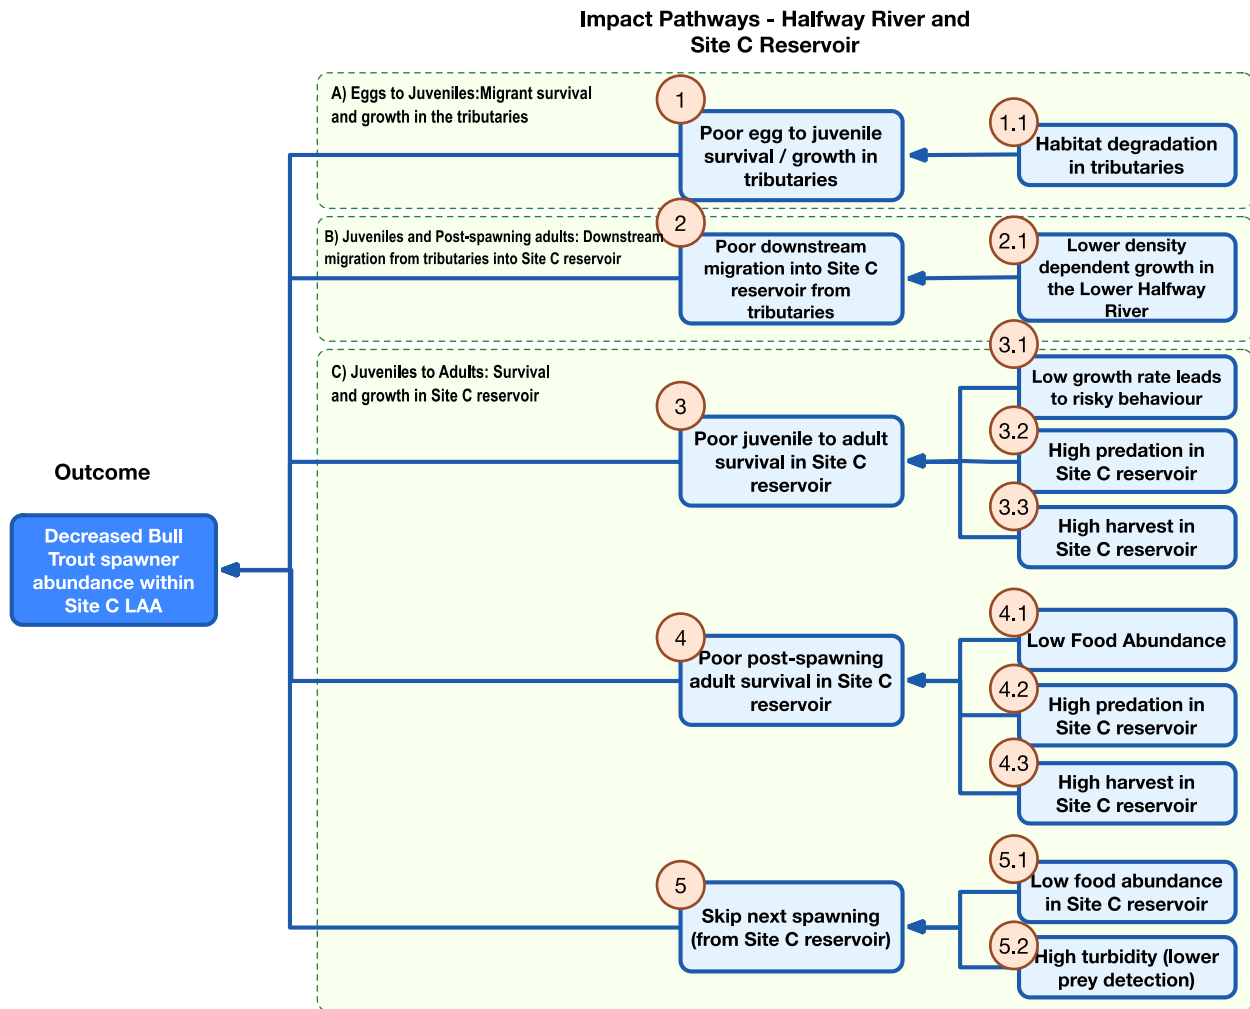 Impact Pathways - Halfway River and
Site C Reservoir
A) Eggs to Juveniles:Migrant survival
and growth in the tributaries
1
Poor egg to juvenile
survival / growth in
tributaries
1.1
Habitat degradation
in tributaries
B) Juveniles and Post-spawning adults: Downstream
migration from tributaries into Site C reservoir
2
Poor downstream
migration into Site C
reservoir from
tributaries
2.1
Lower density
dependent growth in
the Lower Halfway
River
C) Juveniles to Adults: Survival
and growth in Site C reservoir
3
Poor juvenile to adult
survival in Site C
reservoir
3.1
Low growth rate leads
to risky behaviour
3.2
High predation in
Site C reservoir
3.3
High harvest in
Site C reservoir
Outcome
Decreased Bull
Trout spawner
abundance within
Site C LAA
4
Poor post-spawning
adult survival in Site C
reservoir
4.1
Low Food Abundance
4.2
High predation in
Site C reservoir
4.3
High harvest in
Site C reservoir
5
Skip next spawning
(from Site C reservoir)
5.1
Low food abundance
in Site C reservoir
5.2
High turbidity (lower
prey detection)